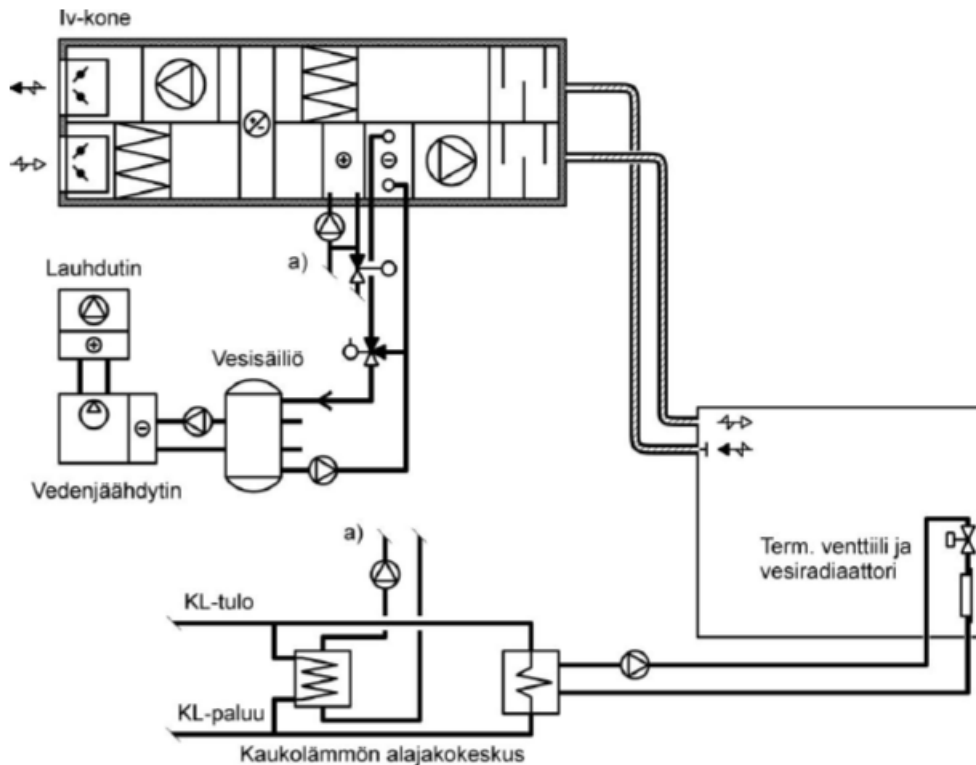 Iv-kone
a)
Lauhdutin
Vesisäiliö
Vedenjäähdytin
a)
Term. venttiili ja
vesiradiaattori
KL-tulo
KL-paluu
Kaukolämmön alajakokeskus